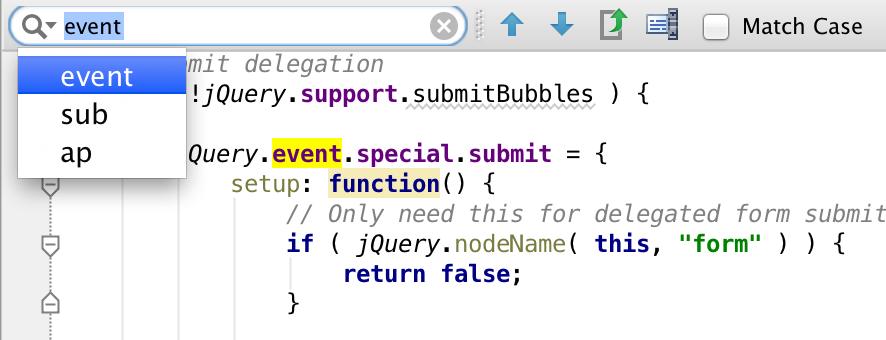 event Match Case
event
sub
ap
mit delegation
!jQuery.support.submitBubbles ) {
Query.event.special.submit = {
setup: function() {
// Only need this for delegated form submit
if ( jQuery.nodeName( this, "form" ) ) {
return false;
}